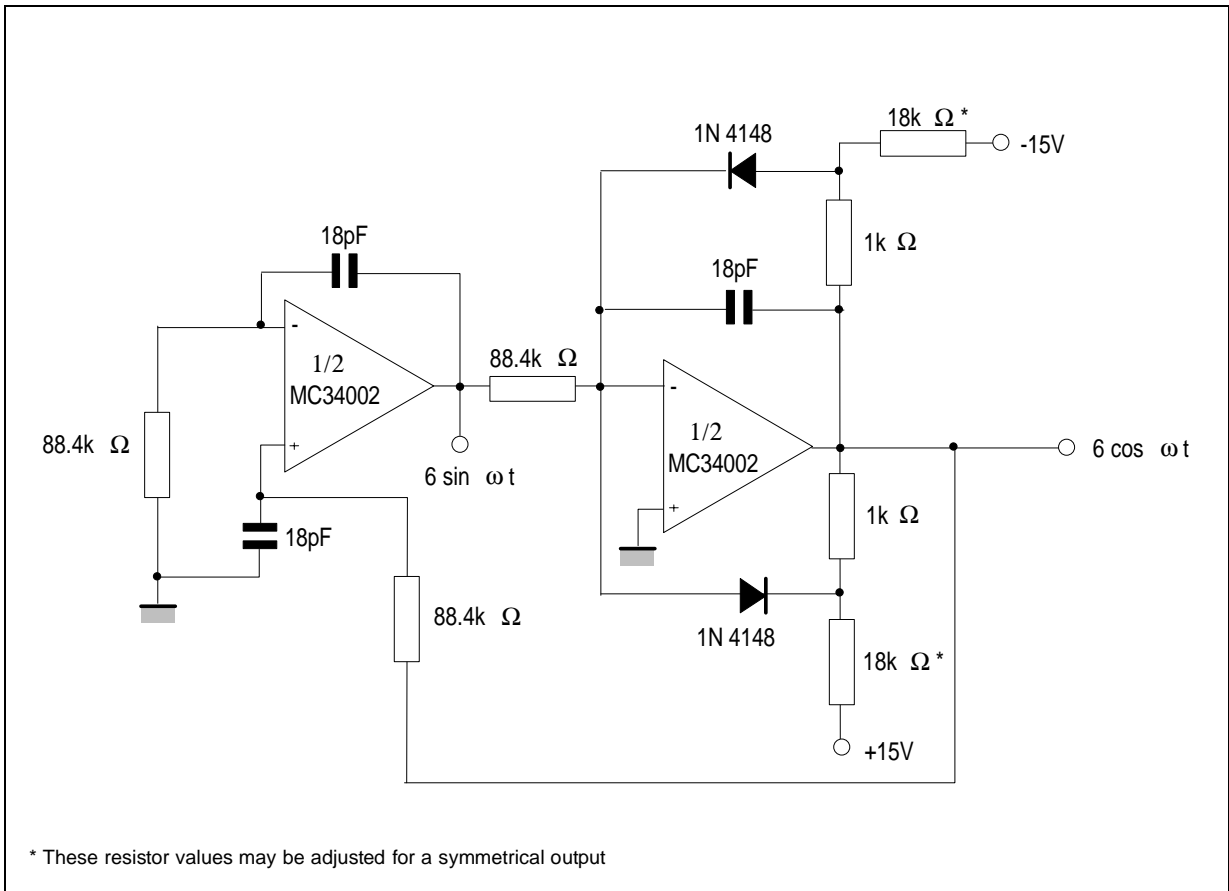 18k Ω *
1N 4148
-15V
1k Ω
18pF
18pF
-
1/2
MC34002
+
88.4k Ω
88.4k Ω
-
1/2
MC34002
+
6 sin ω t
6 cos ω t
18pF
1k Ω
88.4k Ω
1N 4148
18k Ω *
+15V
* These resistor values may be adjusted for a symmetrical output